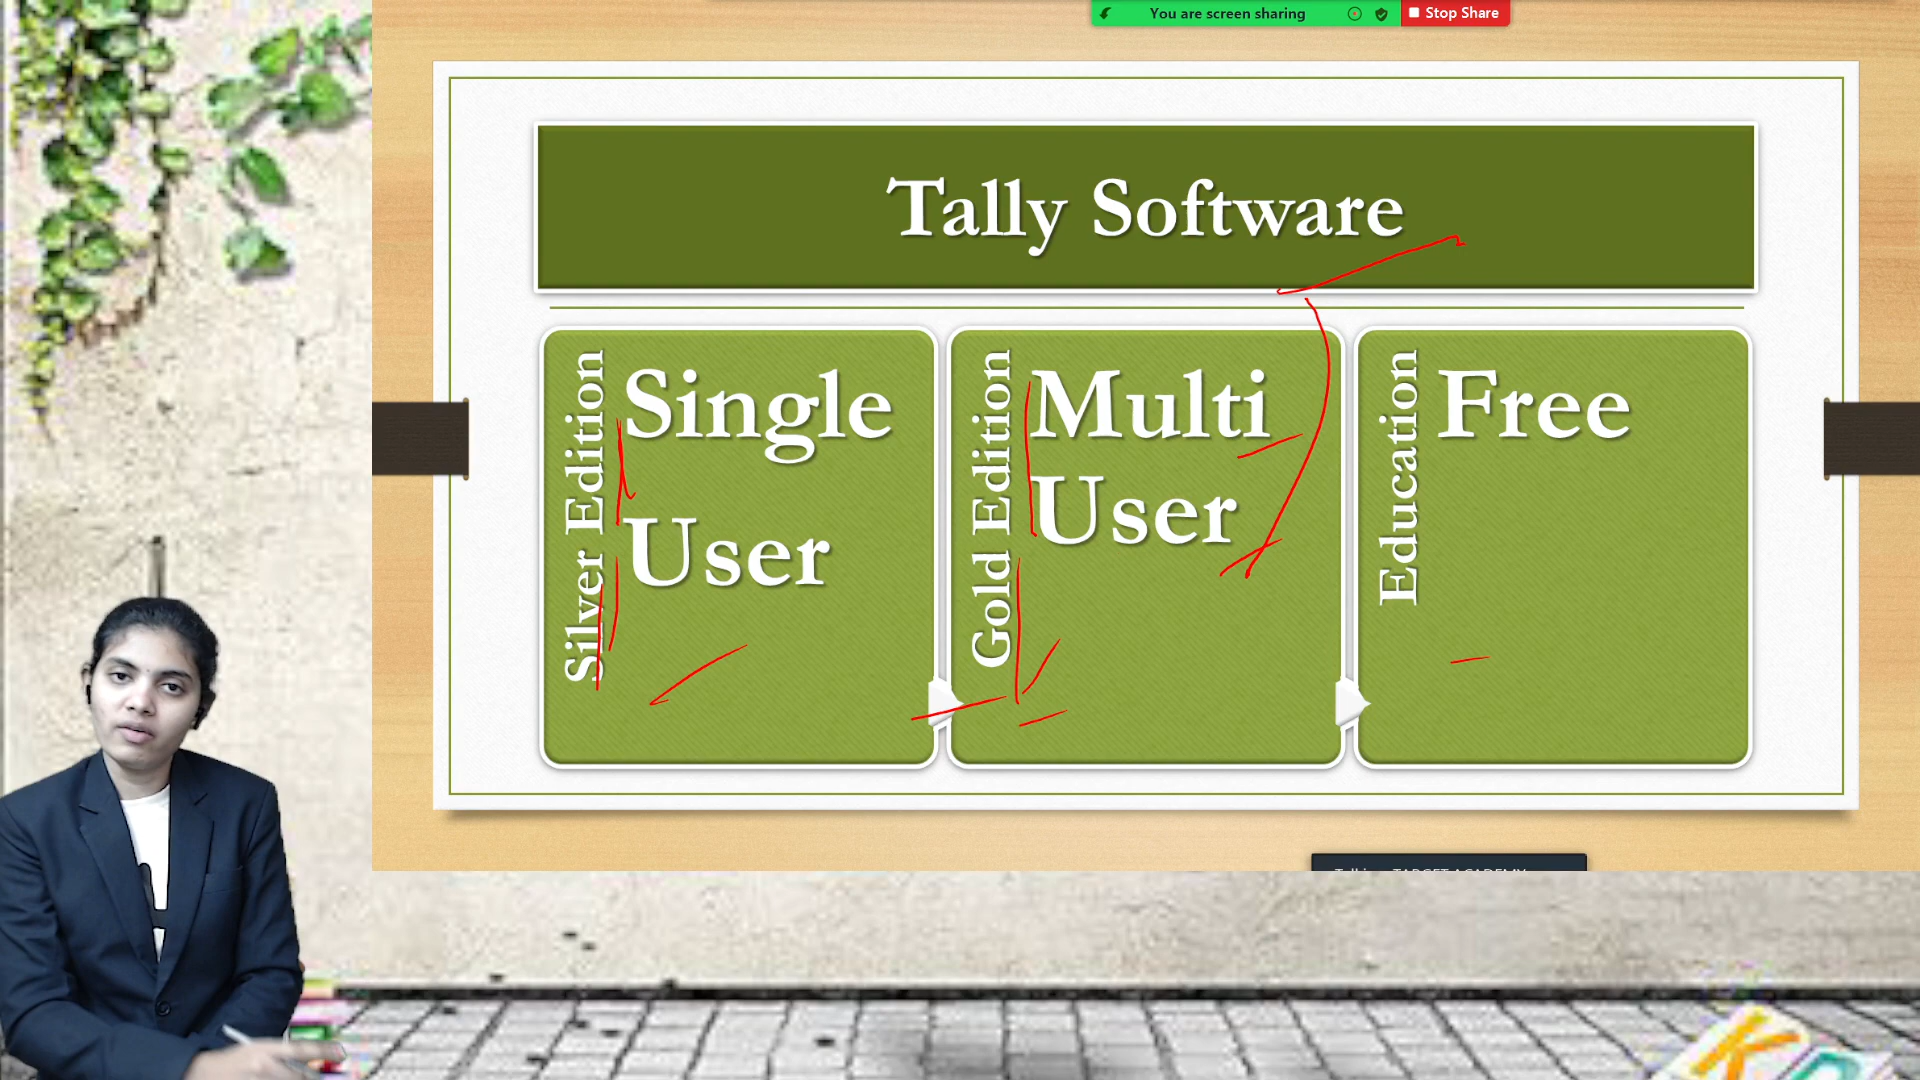 You are screen sharing
Stop Share
Tally Software
Silver Edition
Single
User
Gold Edition
Multi
User
Education
Free